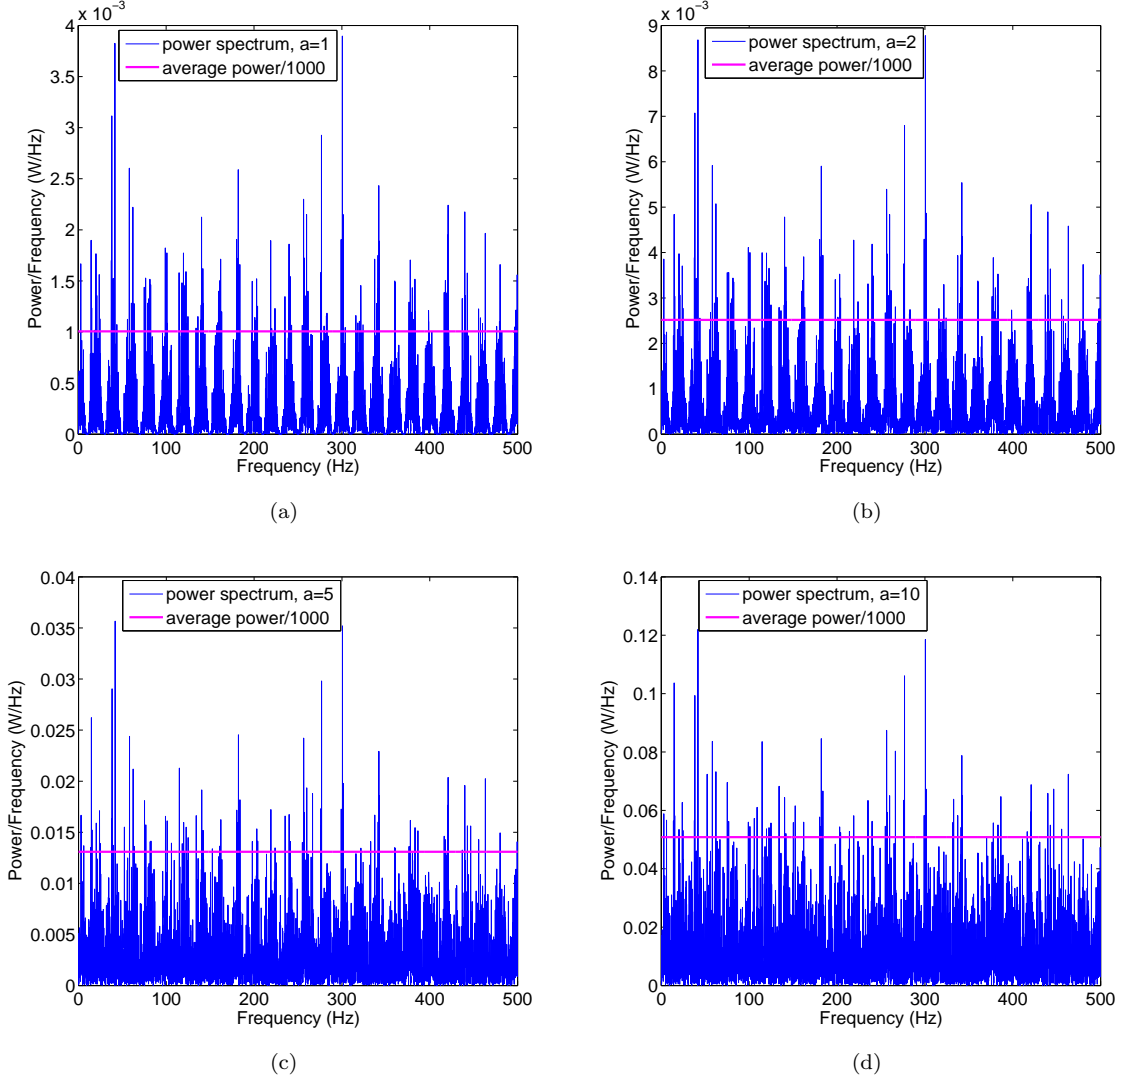 x 10⁻³
4
3.5
3
2.5
2
1.5
1
0.5
0
0 100 200 300 400 500
Power/Frequency (W/Hz)
Frequency (Hz)
power spectrum, a=1
average power/1000
(a)
x 10⁻³
9
8
7
6
5
4
3
2
1
0
0 100 200 300 400 500
Power/Frequency (W/Hz)
Frequency (Hz)
power spectrum, a=2
average power/1000
(b)
0.04
0.035
0.03
0.025
0.02
0.015
0.01
0.005
0
0 100 200 300 400 500
Power/Frequency (W/Hz)
Frequency (Hz)
power spectrum, a=5
average power/1000
(c)
0.14
0.12
0.1
0.08
0.06
0.04
0.02
0
0 100 200 300 400 500
Power/Frequency (W/Hz)
Frequency (Hz)
power spectrum, a=10
average power/1000
(d)